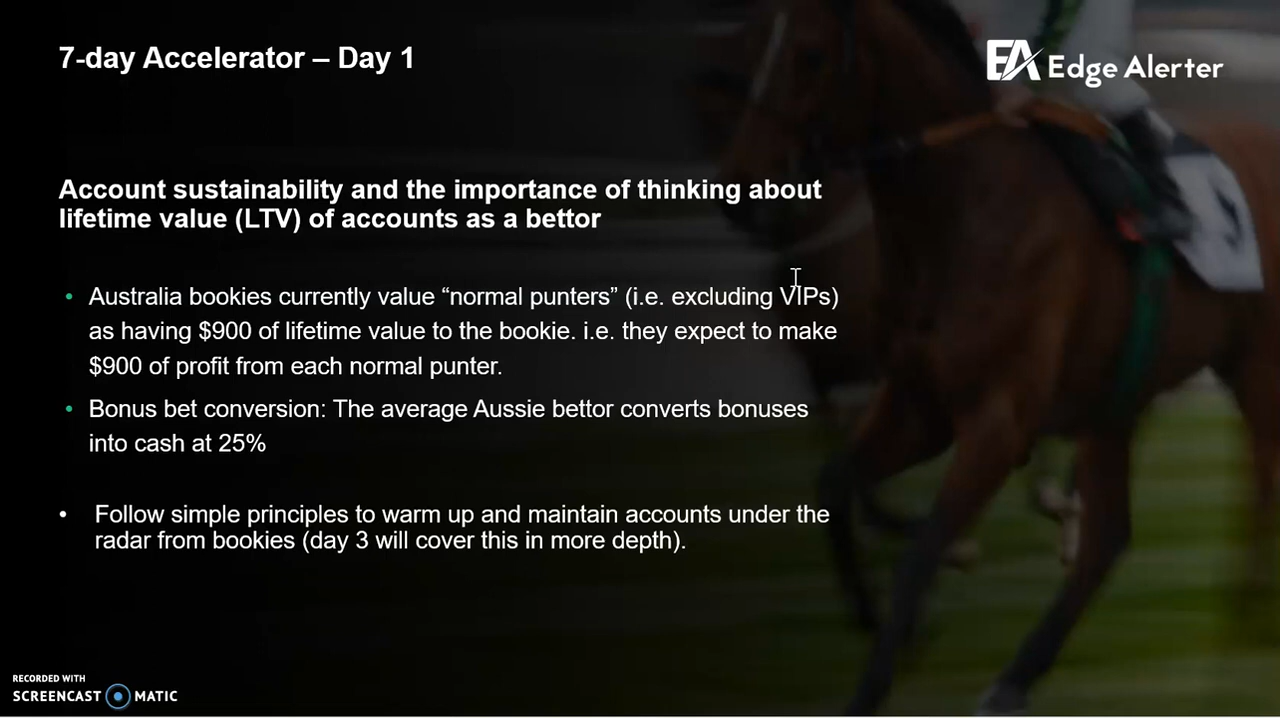 7-day Accelerator – Day 1
EA Edge Alerter
Account sustainability and the importance of thinking about
lifetime value (LTV) of accounts as a bettor
• Australia bookies currently value “normal punters” (i.e. excluding VIPs)
as having $900 of lifetime value to the bookie. i.e. they expect to make
$900 of profit from each normal punter.
• Bonus bet conversion: The average Aussie bettor converts bonuses
into cash at 25%
• Follow simple principles to warm up and maintain accounts under the
radar from bookies (day 3 will cover this in more depth).
RECORDED WITH
SCREENCAST MATIC